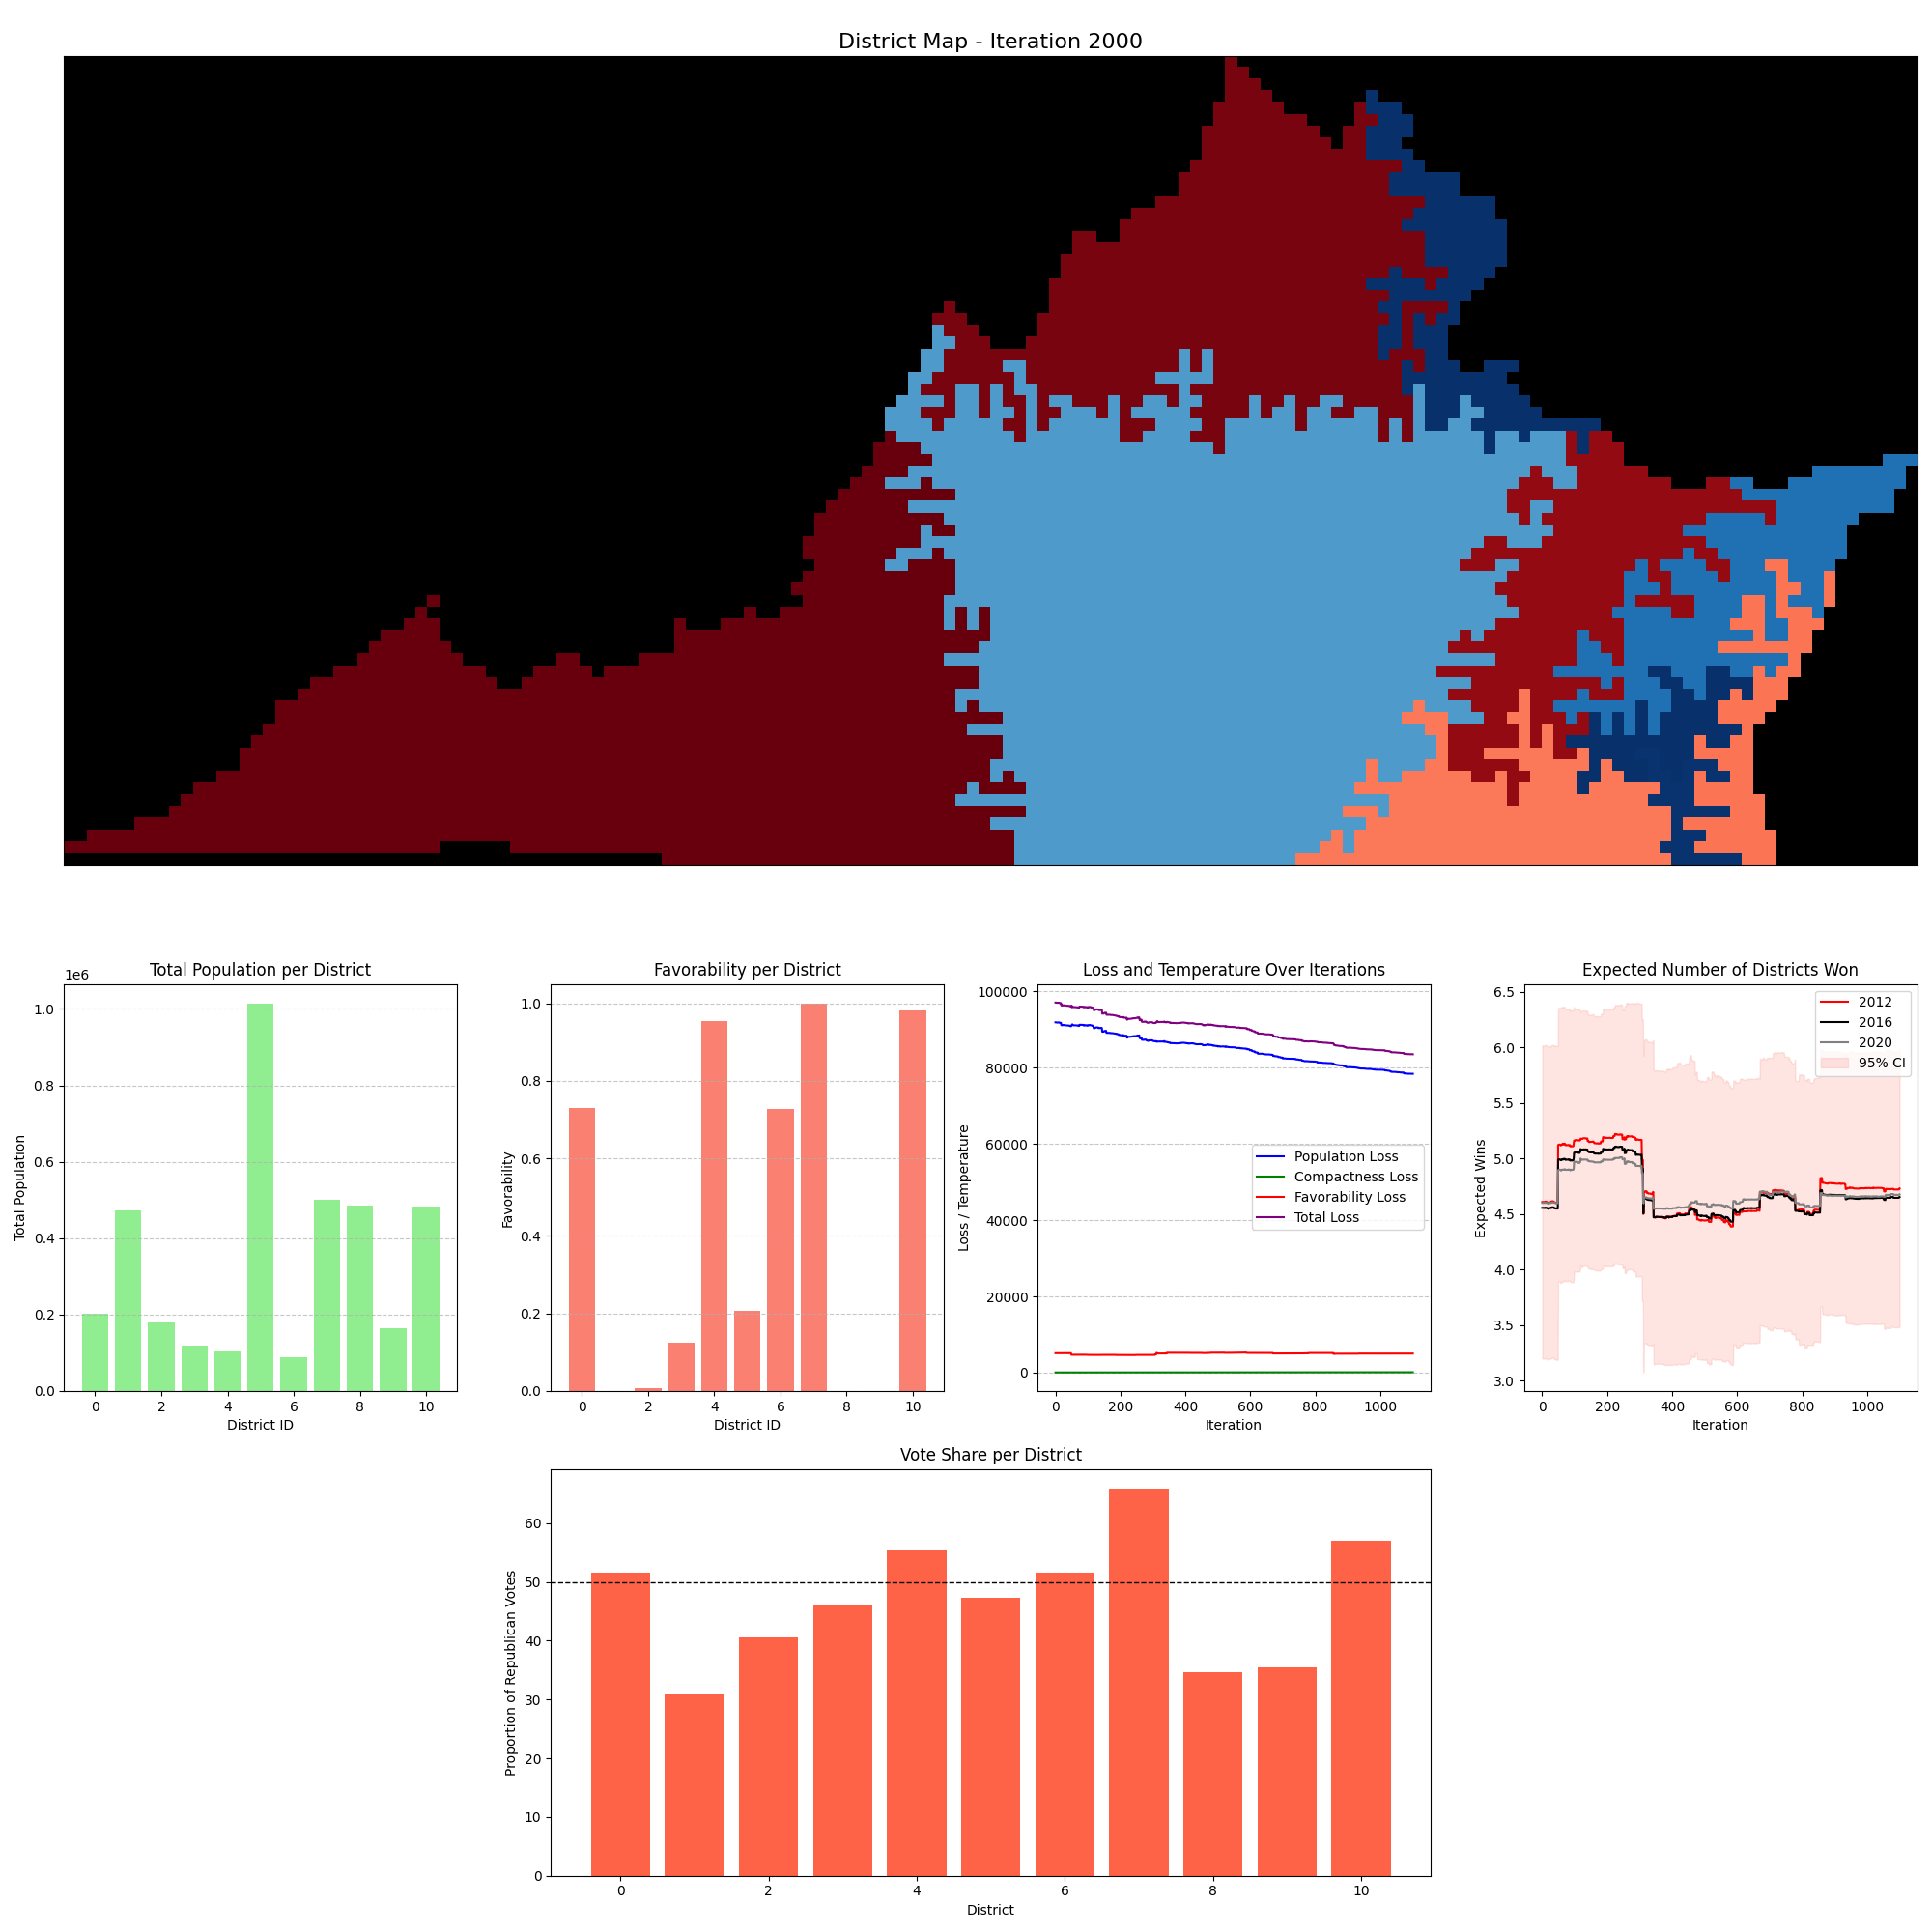 District Map - Iteration 2000
Total Population per District
1e6
1.0
0.8
0.6
0.4
0.2
0.0
Total Population
0 2 4 6 8 10
District ID
Favorability per District
1.0
0.8
0.6
0.4
0.2
0.0
Favorability
0 2 4 6 8 10
District ID
Loss and Temperature Over Iterations
100000
80000
60000
40000
20000
0
Loss / Temperature
Population Loss
Compactness Loss
Favorability Loss
Total Loss
0 200 400 600 800 1000
Iteration
Expected Number of Districts Won
6.5
6.0
5.5
5.0
4.5
4.0
3.5
3.0
Expected Wins
2012
2016
2020
95% CI
0 200 400 600 800 1000
Iteration
Vote Share per District
60
50
40
30
20
10
0
Proportion of Republican Votes
0 2 4 6 8 10
District